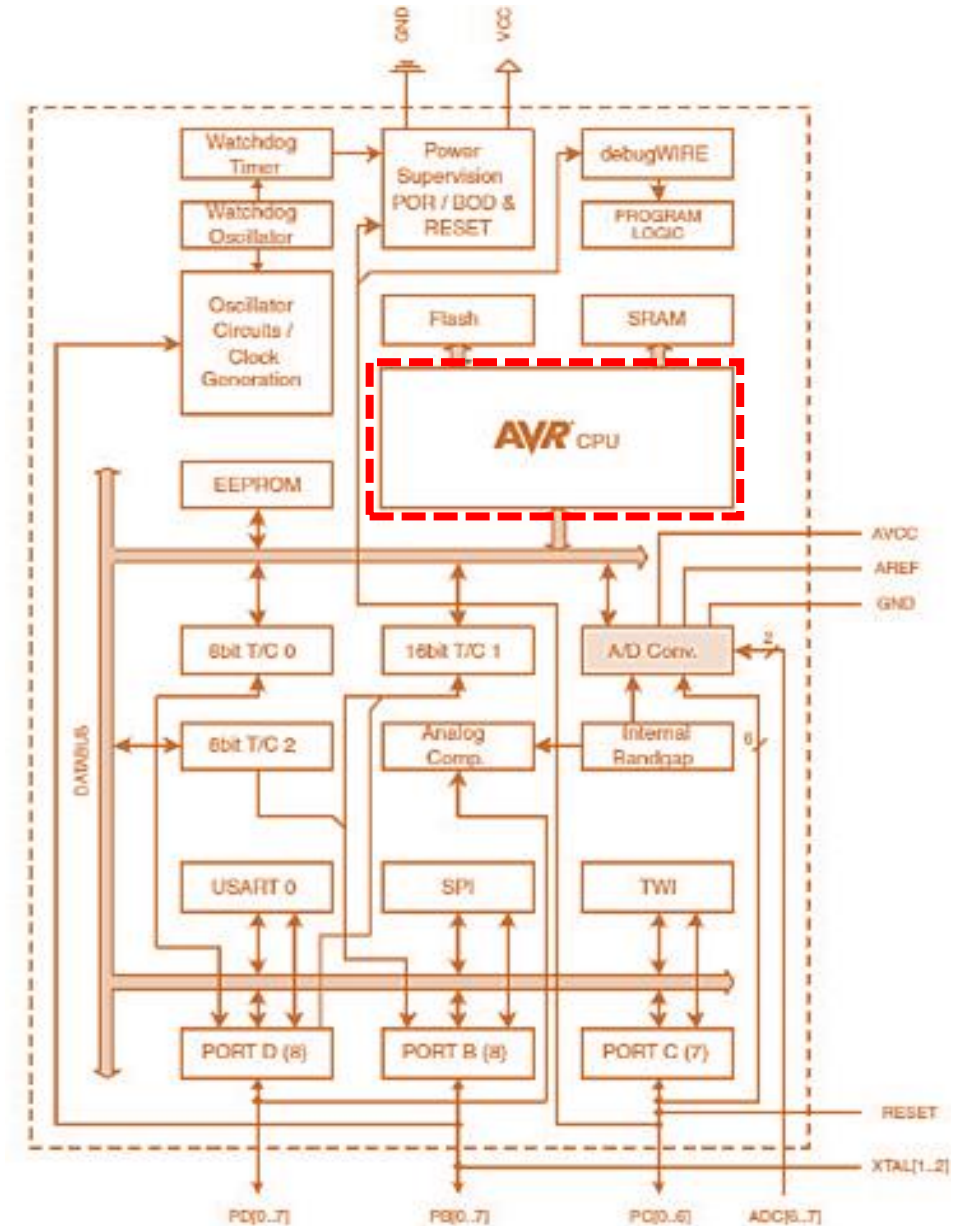 GND
VCC
Watchdog
Timer
Power
Supervision
POR / BOD &
RESET
debugWIRE
Watchdog
Oscillator
PROGRAM
LOGIC
Oscillator
Circuits /
Clock
Generation
Flash
SRAM
AVR CPU
EEPROM
AVCC
AREF
GND
8bit T/C 0
16bit T/C 1
A/D Conv.
2
8bit T/C 2
Analog
Comp.
Internal
Bandgap
6
DATABUS
USART 0
SPI
TWI
PORT D (8)
PORT B (8)
PORT C (7)
RESET
XTAL[1..2]
PD[0..7]
PB[0..7]
PC[0..6]
ADC[6..7]